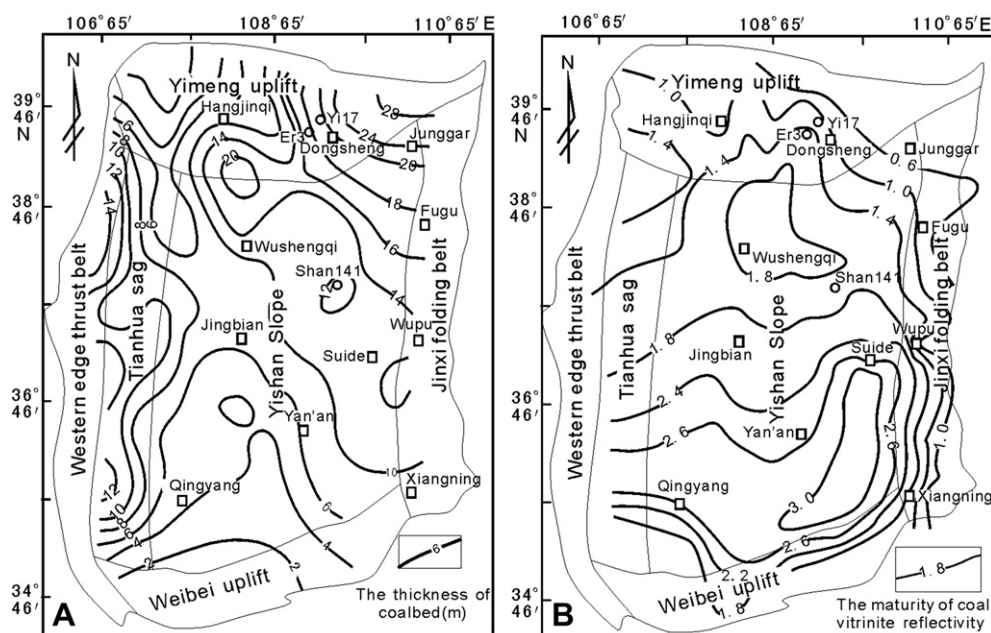 106°65′
108°65′
110°65′
N
39°
46′
N
38°
46′
36°
46′
34°
46′
Yimeng uplift
Hangjinqi
Yi17
Er3
Dongsheng
Junggar
Fugu
Wushengqi
Shan141
Jingbian
Wupu
Suide
Yan'an
Qingyang
Xiangning
Western edge thrust belt
Tianhua sag
Yishan Slope
Jinxi folding belt
Weibei uplift
28
24
20
18
16
14
14
20
12
10
6
4
2
2
4
6
8
12
14
8
6
6
12
A
6
The thickness of
coalbed(m)
106°65′
108°65′
110°65′E
N
39°
46′
N
38°
46′
36°
46′
34°
46′
Yimeng uplift
Hangjinqi
Yi17
Er3
Dongsheng
Junggar
Fugu
Wushengqi
Shan141
Jingbian
Wupu
Suide
Yan'an
Qingyang
Xiangning
Western edge thrust belt
Tianhua sag
Yishan Slope
Jinxi folding belt
Weibei uplift
1.0
1.4
1.4
0.6
1.0
1.4
1.8
1.8
2.4
2.6
2.6
1.0
3.0
2.6
2.2
1.8
B
1.8
The maturity of coal
vitrinite reflectivity